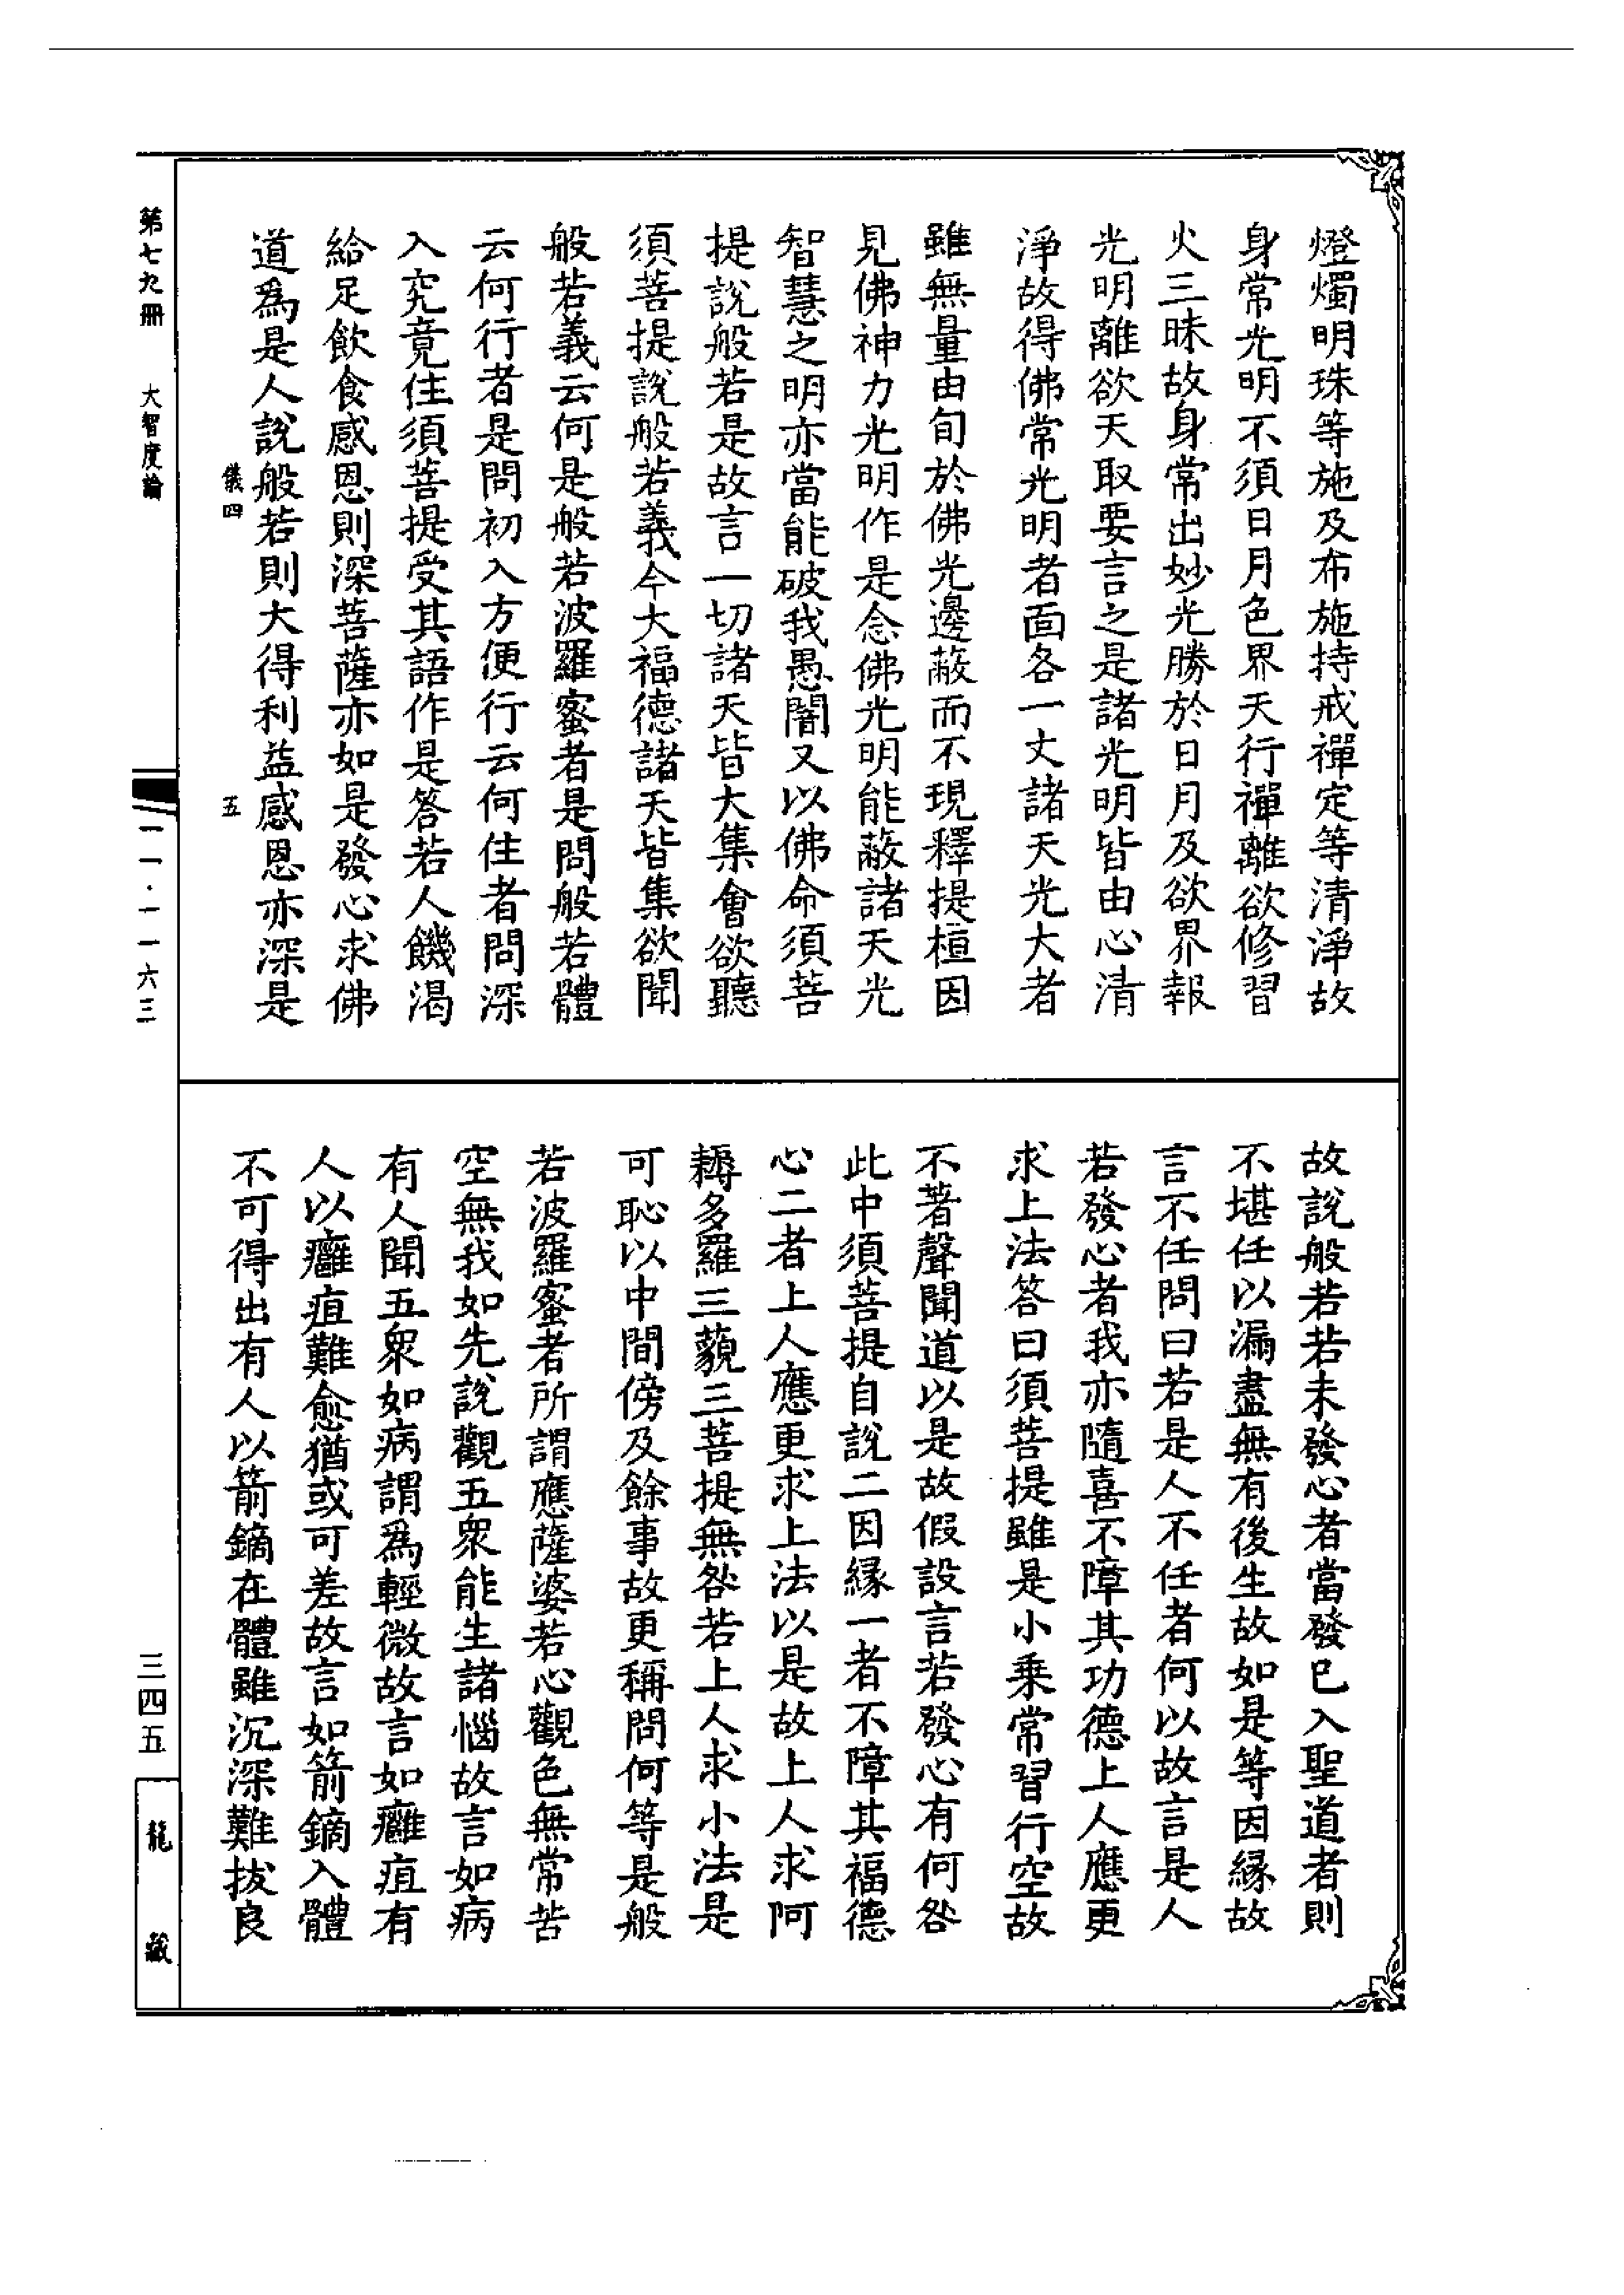 燈燭明珠等施及布施持戒禪定等清淨故
身常光明不須日月色界天行禪離欲修習
火三昧故身常出妙光勝於日月及欲界報
光明離欲天取要言之是諸光明皆由心清
淨故得佛常光明者面各一丈諸天光大者
雖無量由旬於佛光邊蔽而不現釋提桓因
見佛神力光明作是念佛光明能蔽諸天光
智慧之明亦當能破我愚闇又以佛命須菩
提說般若是故言一切諸天皆大集會欲聽
須菩提說般若義今大福德諸天皆集欲聞
般若義云何是般若波羅蜜者是問般若體
云何行者是問初入方便行云何住者問深
入究竟住須菩提受其語作是答若人饑渴
給足飲食感恩則深菩薩亦如是發心求佛
道爲是人說般若則大得利益感恩亦深是
儀四 五
故說般若若未發心者當發已入聖道者則
不堪任以漏盡無有後生故如是等因緣故
言不任問曰若是人不任者何以故言是人
若發心者我亦隨喜不障其功德上人應更
求上法答曰須菩提雖是小乘常習行空故
不著聲聞道以是故假設言若發心有何咎
此中須菩提自說二因緣一者不障其福德
心二者上人應更求上法以是故上人求阿
耨多羅三藐三菩提無咎若上人求小法是
可恥以中間傍及餘事故更稱問何等是般
若波羅蜜者所謂應薩婆若心觀色無常苦
空無我如先說觀五衆能生諸惱故言如病
有人聞五衆如病謂爲輕微故言如癰疽有
人以癰疽難愈猶或可差故言如箭鏑入體
不可得出有人以箭鏑在體雖沉深難拔良
第七九冊 大智度論
一一·一一六三
三四五
龍藏